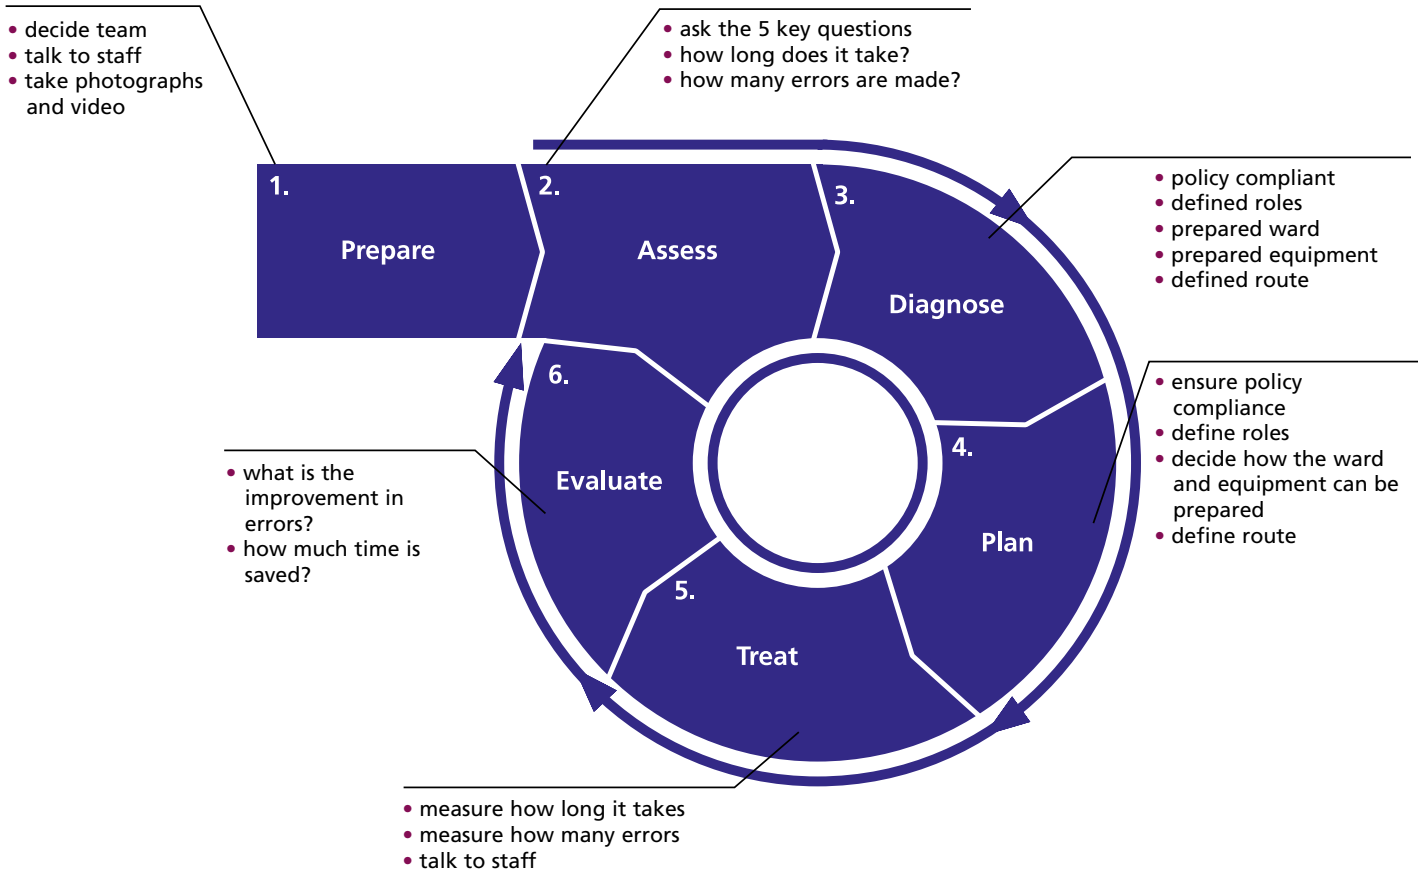 • decide team
• talk to staff
• take photographs
and video
• ask the 5 key questions
• how long does it take?
• how many errors are made?
1.
Prepare
2.
Assess
3.
Diagnose
• policy compliant
• defined roles
• prepared ward
• prepared equipment
• defined route
4.
Plan
• ensure policy
compliance
• define roles
• decide how the ward
and equipment can be
prepared
• define route
5.
Treat
• measure how long it takes
• measure how many errors
• talk to staff
6.
Evaluate
• what is the
improvement in
errors?
• how much time is
saved?